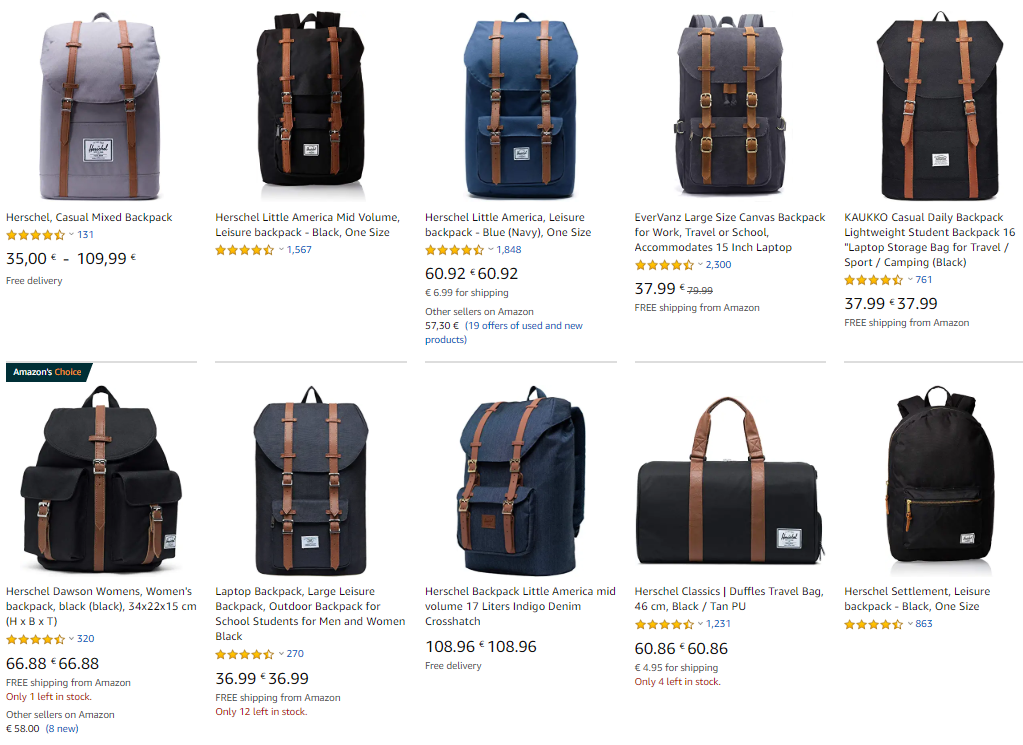 Herschel
Herschel
Herschel
Herschel, Casual Mixed Backpack
131
35,00 € - 109,99 €
Free delivery
Herschel Little America Mid Volume,
Leisure backpack - Black, One Size
1,567
Herschel Little America, Leisure
backpack - Blue (Navy), One Size
1,848
60.92 € 60.92
€ 6.99 for shipping
Other sellers on Amazon
57,30 € (19 offers of used and new
products)
EverVanz Large Size Canvas Backpack
for Work, Travel or School,
Accommodates 15 Inch Laptop
2,300
37.99 € 79.99
FREE shipping from Amazon
KAUKKO Casual Daily Backpack
Lightweight Student Backpack 16
"Laptop Storage Bag for Travel /
Sport / Camping (Black)
761
37.99 € 37.99
FREE shipping from Amazon
Amazon's Choice
Herschel
Herschel
Herschel
Herschel Dawson Womens, Women's
backpack, black (black), 34x22x15 cm
(H x B x T)
320
66.88 € 66.88
FREE shipping from Amazon
Only 1 left in stock.
Other sellers on Amazon
€ 58.00 (8 new)
Laptop Backpack, Large Leisure
Backpack, Outdoor Backpack for
School Students for Men and Women
Black
270
36.99 € 36.99
FREE shipping from Amazon
Only 12 left in stock.
Herschel Backpack Little America mid
volume 17 Liters Indigo Denim
Crosshatch
108.96 € 108.96
Free delivery
Herschel Classics | Duffles Travel Bag,
46 cm, Black / Tan PU
1,231
60.86 € 60.86
€ 4.95 for shipping
Only 4 left in stock.
Herschel Settlement, Leisure
backpack - Black, One Size
863